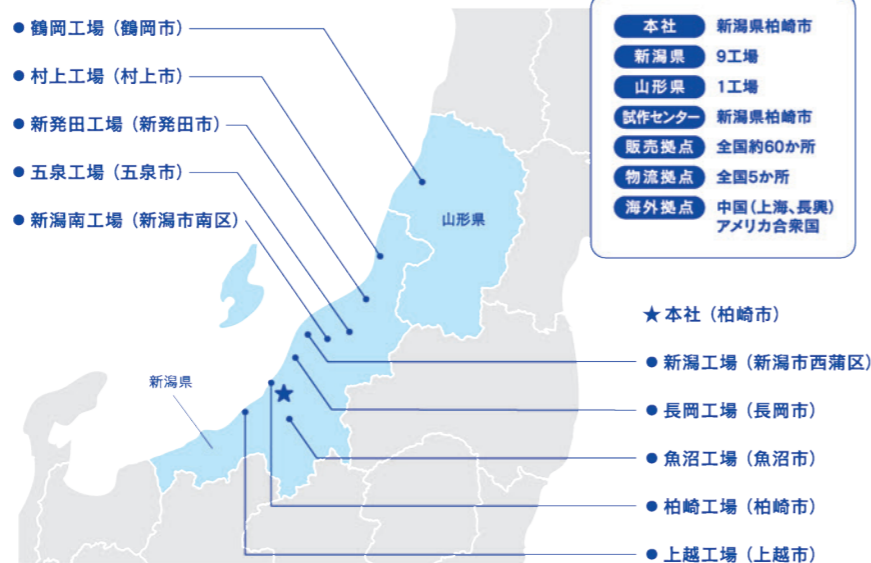 ● 鶴岡工場（鶴岡市）
● 村上工場（村上市）
● 新発田工場（新発田市）
● 五泉工場（五泉市）
● 新潟南工場（新潟市南区）
山形県
新潟県
本社 新潟県柏崎市
新潟県 9工場
山形県 1工場
試作センター 新潟県柏崎市
販売拠点 全国約60か所
物流拠点 全国5か所
海外拠点 中国（上海、長興）
アメリカ合衆国
★ 本社（柏崎市）
● 新潟工場（新潟市西蒲区）
● 長岡工場（長岡市）
● 魚沼工場（魚沼市）
● 柏崎工場（柏崎市）
● 上越工場（上越市）